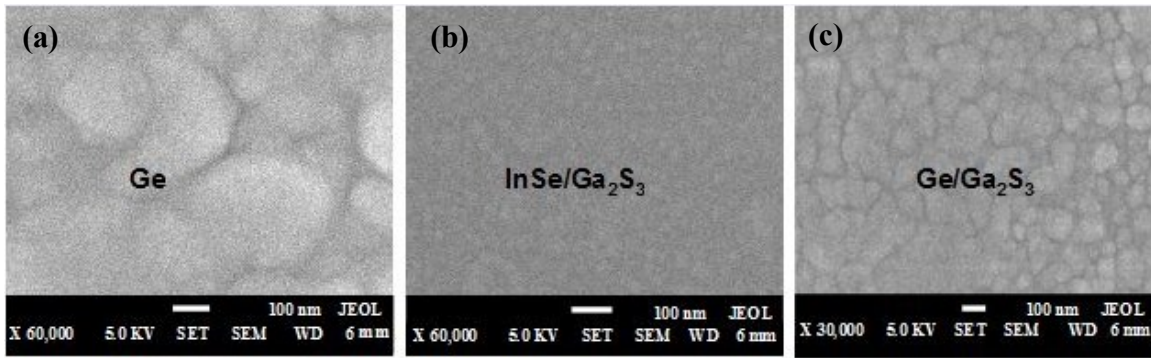 (a)
Ge
100 nm JEOL
X 60,000 5.0 KV SET SEM WD 6 mm
(b)
InSe/Ga₂S₃
100 nm JEOL
X 60,000 5.0 KV SET SEM WD 6 mm
(c)
Ge/Ga₂S₃
100 nm JEOL
X 30,000 5.0 KV SET SEM WD 6 mm